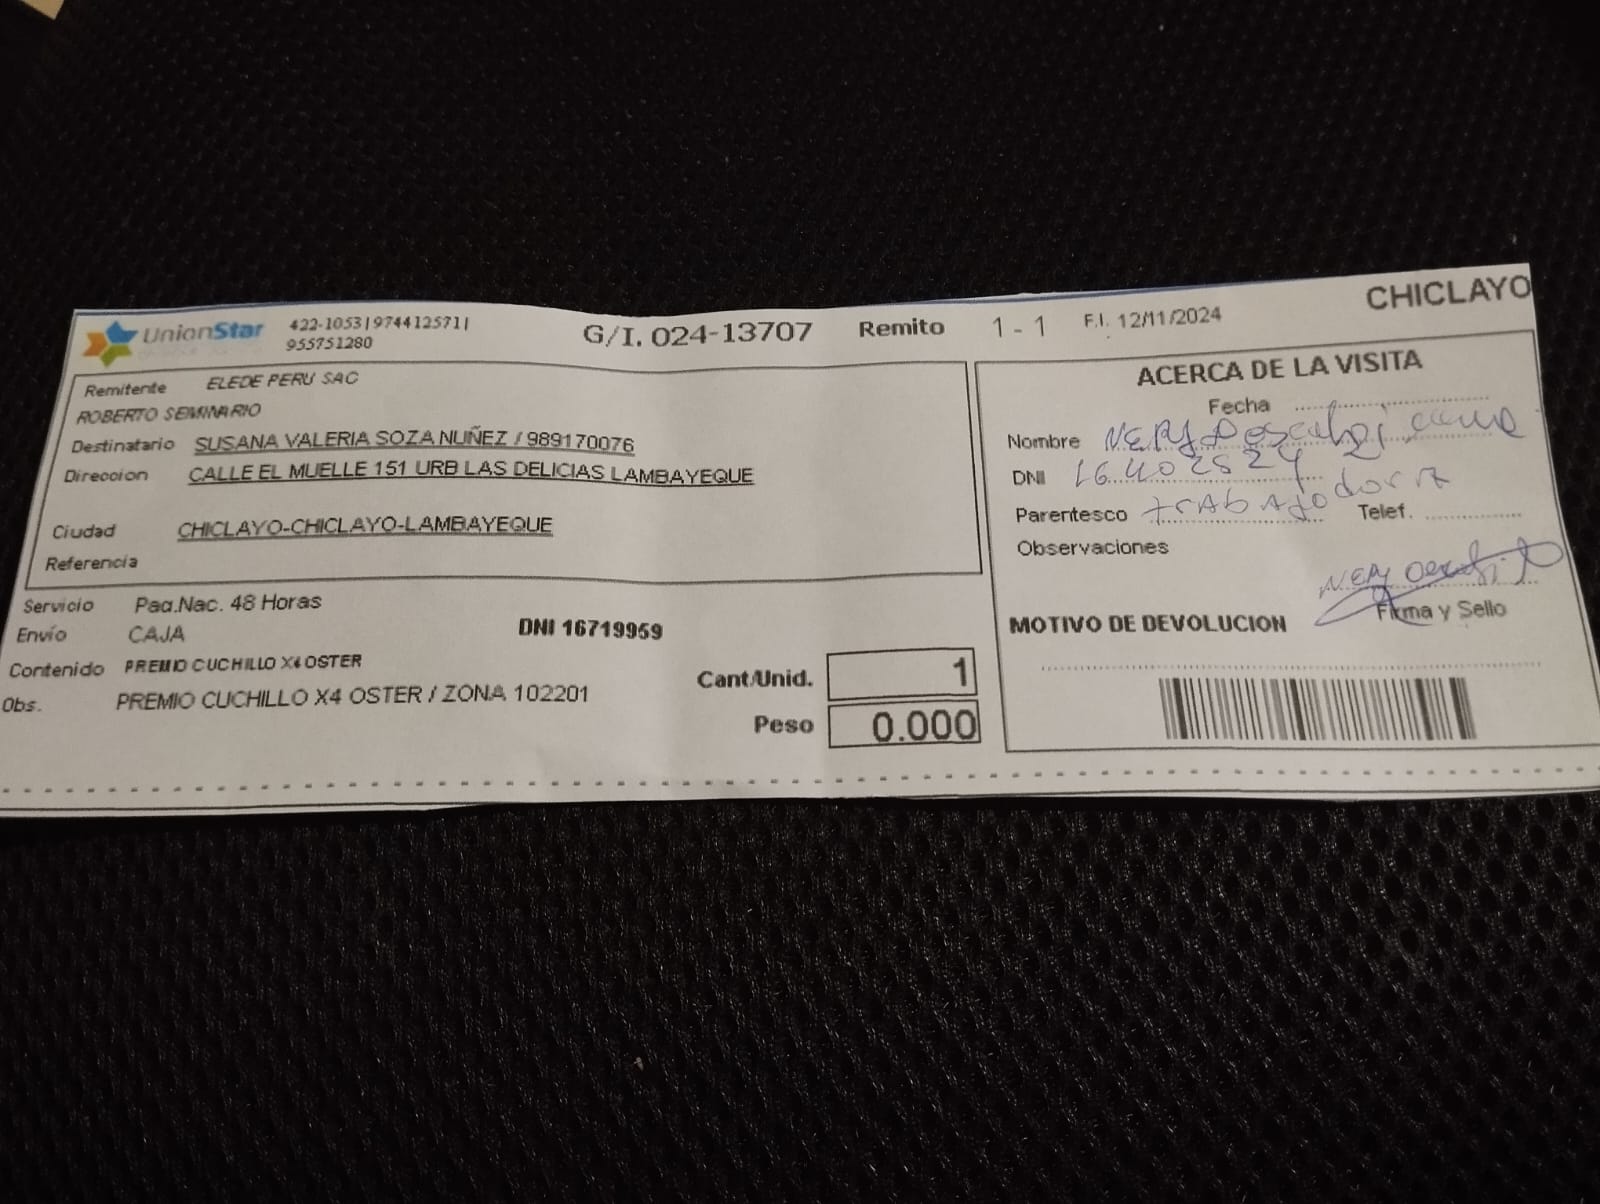 UnionStar 422-1053|974412571|
955751280
G/I. 024-13707 Remito 1 - 1 F.I. 12/11/2024 CHICLAYO
Remitente ELEDE PERU SAC
ROBERTO SEMINARIO
Destinatario SUSANA VALERIA SOZA NUÑEZ / 989170076
Direccion CALLE EL MUELLE 151 URB LAS DELICIAS LAMBAYEQUE
Ciudad CHICLAYO-CHICLAYO-LAMBAYEQUE
Referencia
Servicio Paq.Nac. 48 Horas
Envío CAJA DNI 16719959
Contenido PREMIO CUCHILLO X4 OSTER
Obs. PREMIO CUCHILLO X4 OSTER / ZONA 102201
Cant/Unid. 1
Peso 0.000
ACERCA DE LA VISITA
Fecha
Nombre NERY
DNI
Parentesco trabajodora Telef.
Observaciones
NERY
Firma y Sello
MOTIVO DE DEVOLUCION